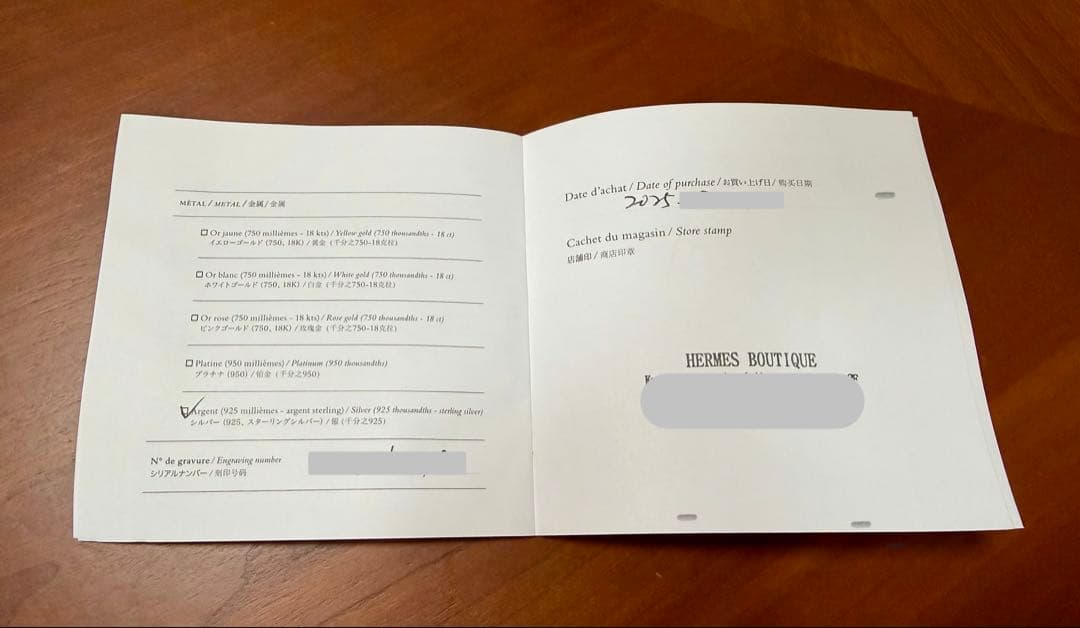 MÉTAL / METAL / 金属 / 金属
Or jaune (750 millièmes - 18 kts) / Yellow gold (750 thousandths - 18 ct)
イエローゴールド (750, 18K) / 黄金 (千分之750-18克拉)
Or blanc (750 millièmes - 18 kts) / White gold (750 thousandths - 18 ct)
ホワイトゴールド (750, 18K) / 白金 (千分之750-18克拉)
Or rose (750 millièmes - 18 kts) / Rose gold (750 thousandths - 18 ct)
ピンクゴールド (750, 18K) / 玫瑰金 (千分之750-18克拉)
Platine (950 millièmes) / Platinum (950 thousandths)
プラチナ (950) / 铂金 (千分之950)
Argent (925 millièmes - argent sterling) / Silver (925 thousandths - sterling silver)
シルバー (925, スターリングシルバー) / 银 (千分之925)
N° de gravure / Engraving number
シリアルナンバー / 刻印号码
Date d'achat / Date of purchase / お買い上げ日 / 购买日期
2025.
Cachet du magasin / Store stamp
店舗印 / 商店印章
HERMES BOUTIQUE